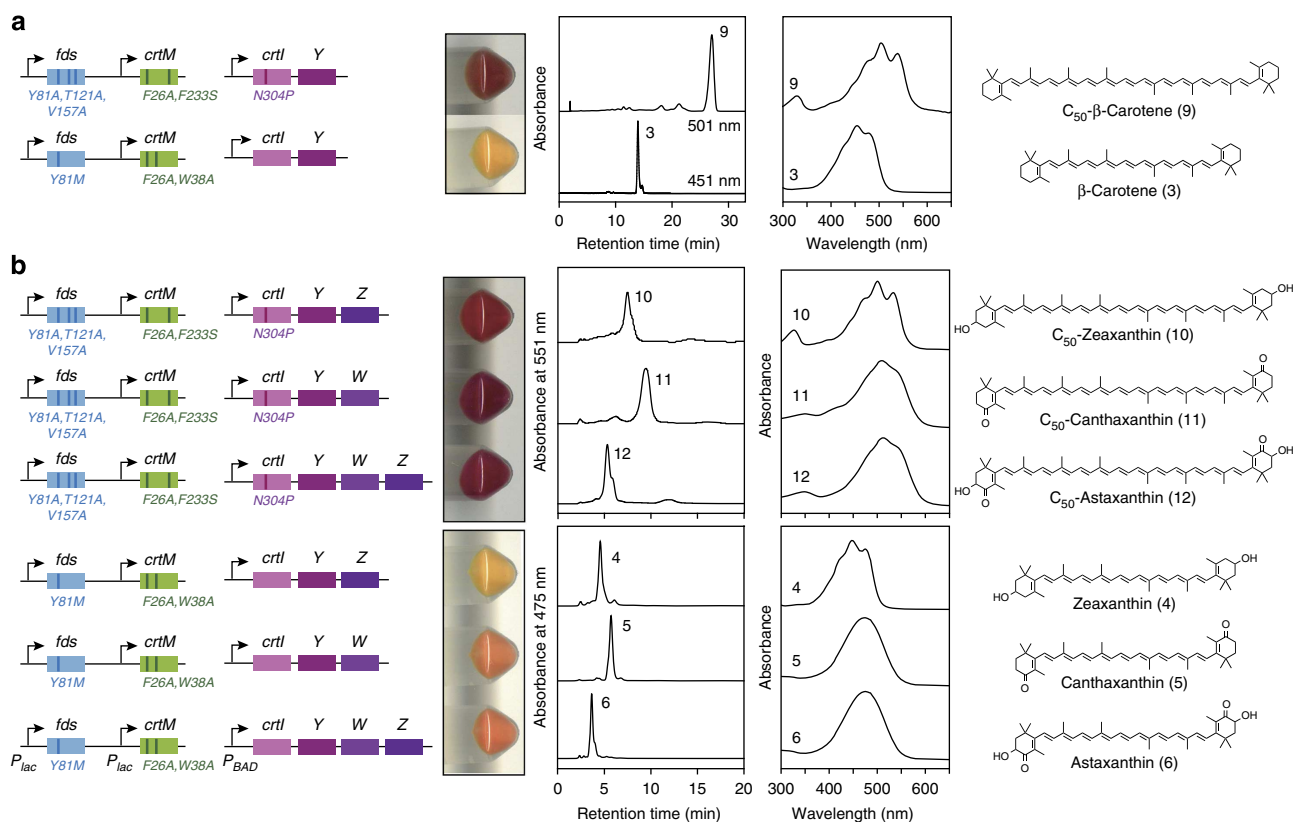 a
fds crtM crtI Y
Y81A,T121A, V157A F26A,F233S N304P
fds crtM crtI Y
Y81M F26A,W38A
Absorbance
9
501 nm
3
451 nm
0 10 20 30
Retention time (min)
9
3
300 400 500 600
Wavelength (nm)
C50-β-Carotene (9)
β-Carotene (3)
b
fds crtM crtI Y Z
Y81A,T121A, V157A F26A,F233S N304P
fds crtM crtI Y W
Y81A,T121A, V157A F26A,F233S N304P
fds crtM crtI Y W Z
Y81A,T121A, V157A F26A,F233S N304P
fds crtM crtI Y Z
Y81M F26A,W38A
fds crtM crtI Y W
Y81M F26A,W38A
fds crtM crtI Y W Z
Plac Y81M Plac F26A,W38A PBAD
Absorbance at 551 nm
10
11
12
Absorbance at 475 nm
4
5
6
0 5 10 15 20
Retention time (min)
Absorbance
10
11
12
Absorbance
4
5
6
300 400 500 600
Wavelength (nm)
OH
HO
C50-Zeaxanthin (10)
O
O
C50-Canthaxanthin (11)
O
OH
HO
O
C50-Astaxanthin (12)
OH
HO
Zeaxanthin (4)
O
O
Canthaxanthin (5)
O
OH
HO
O
Astaxanthin (6)